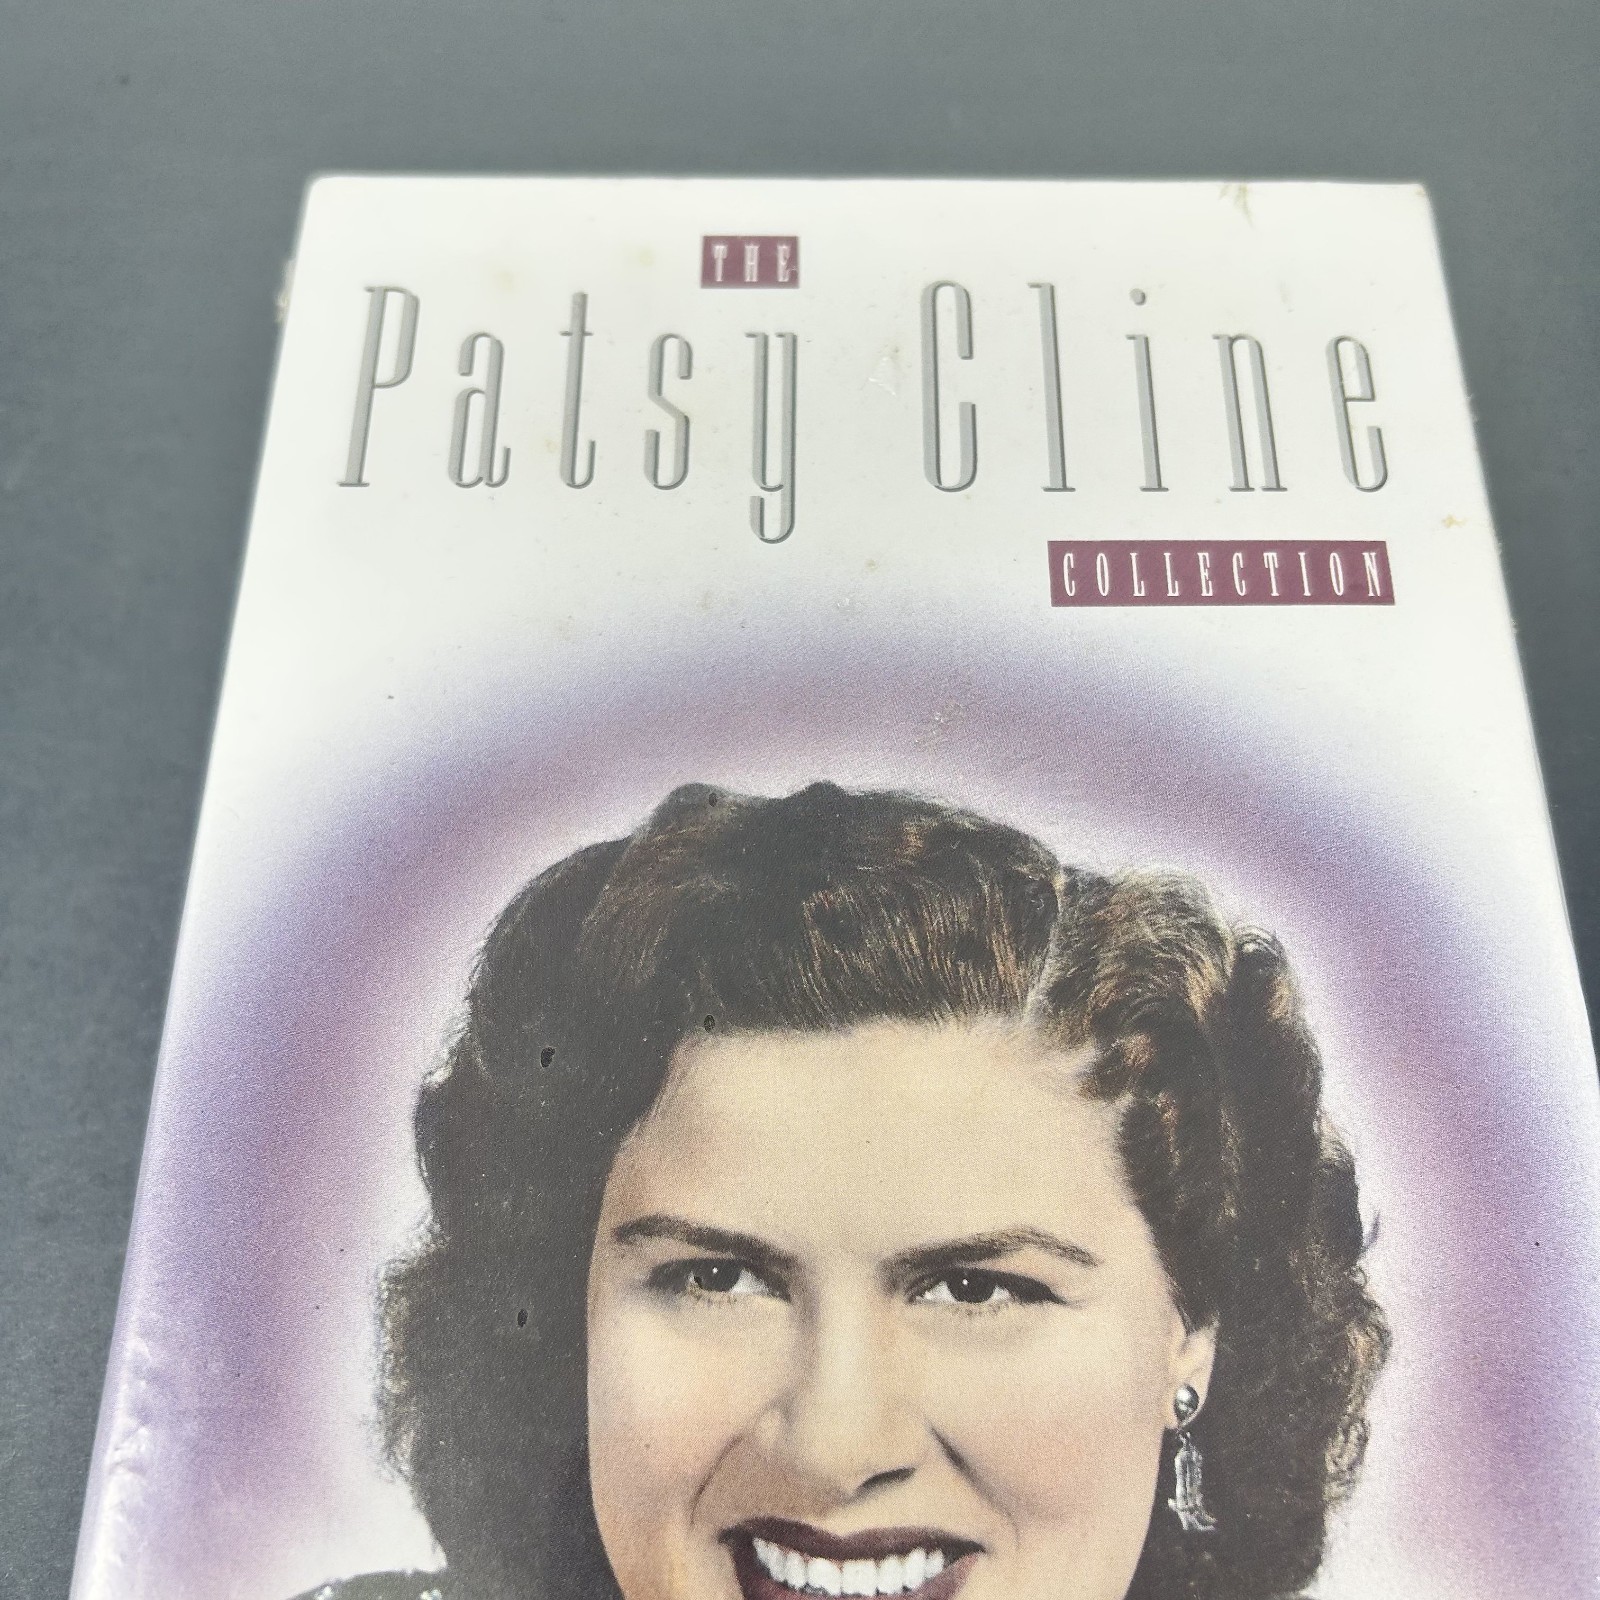 THE
Patsy Cline
COLLECTION